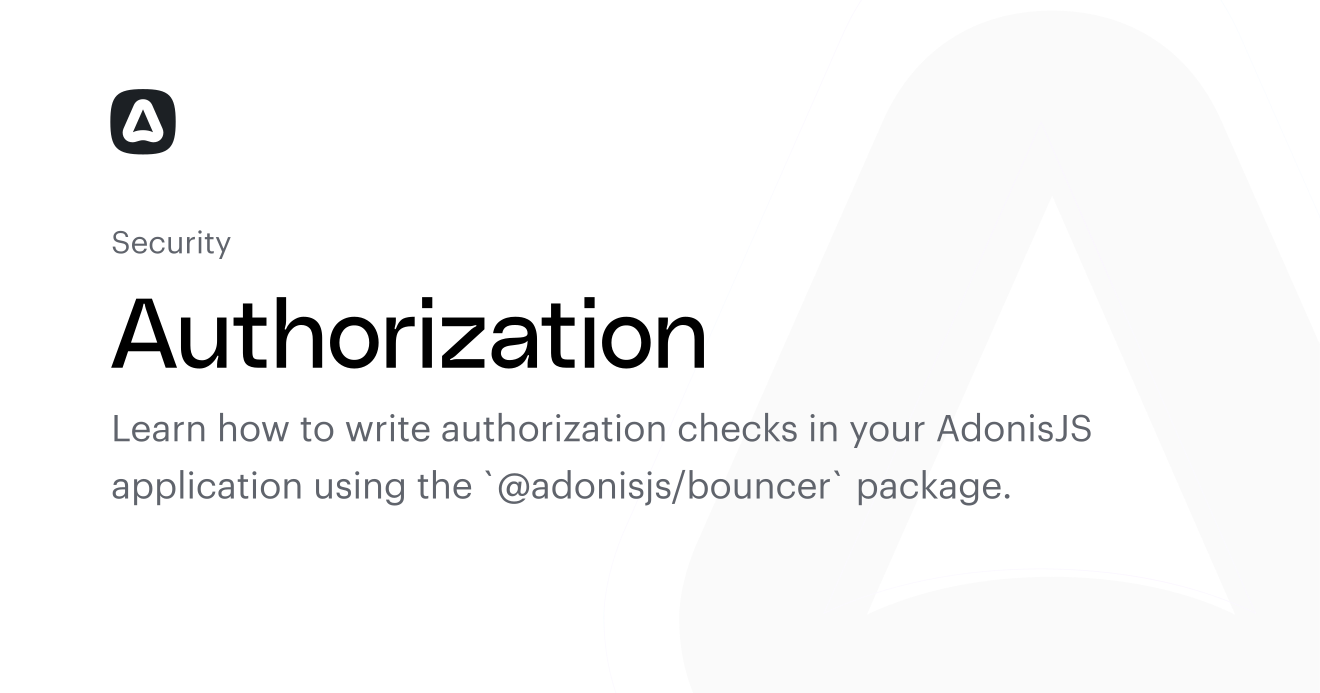 Security
Authorization
Learn how to write authorization checks in your AdonisJS
application using the `@adonisjs/bouncer` package.